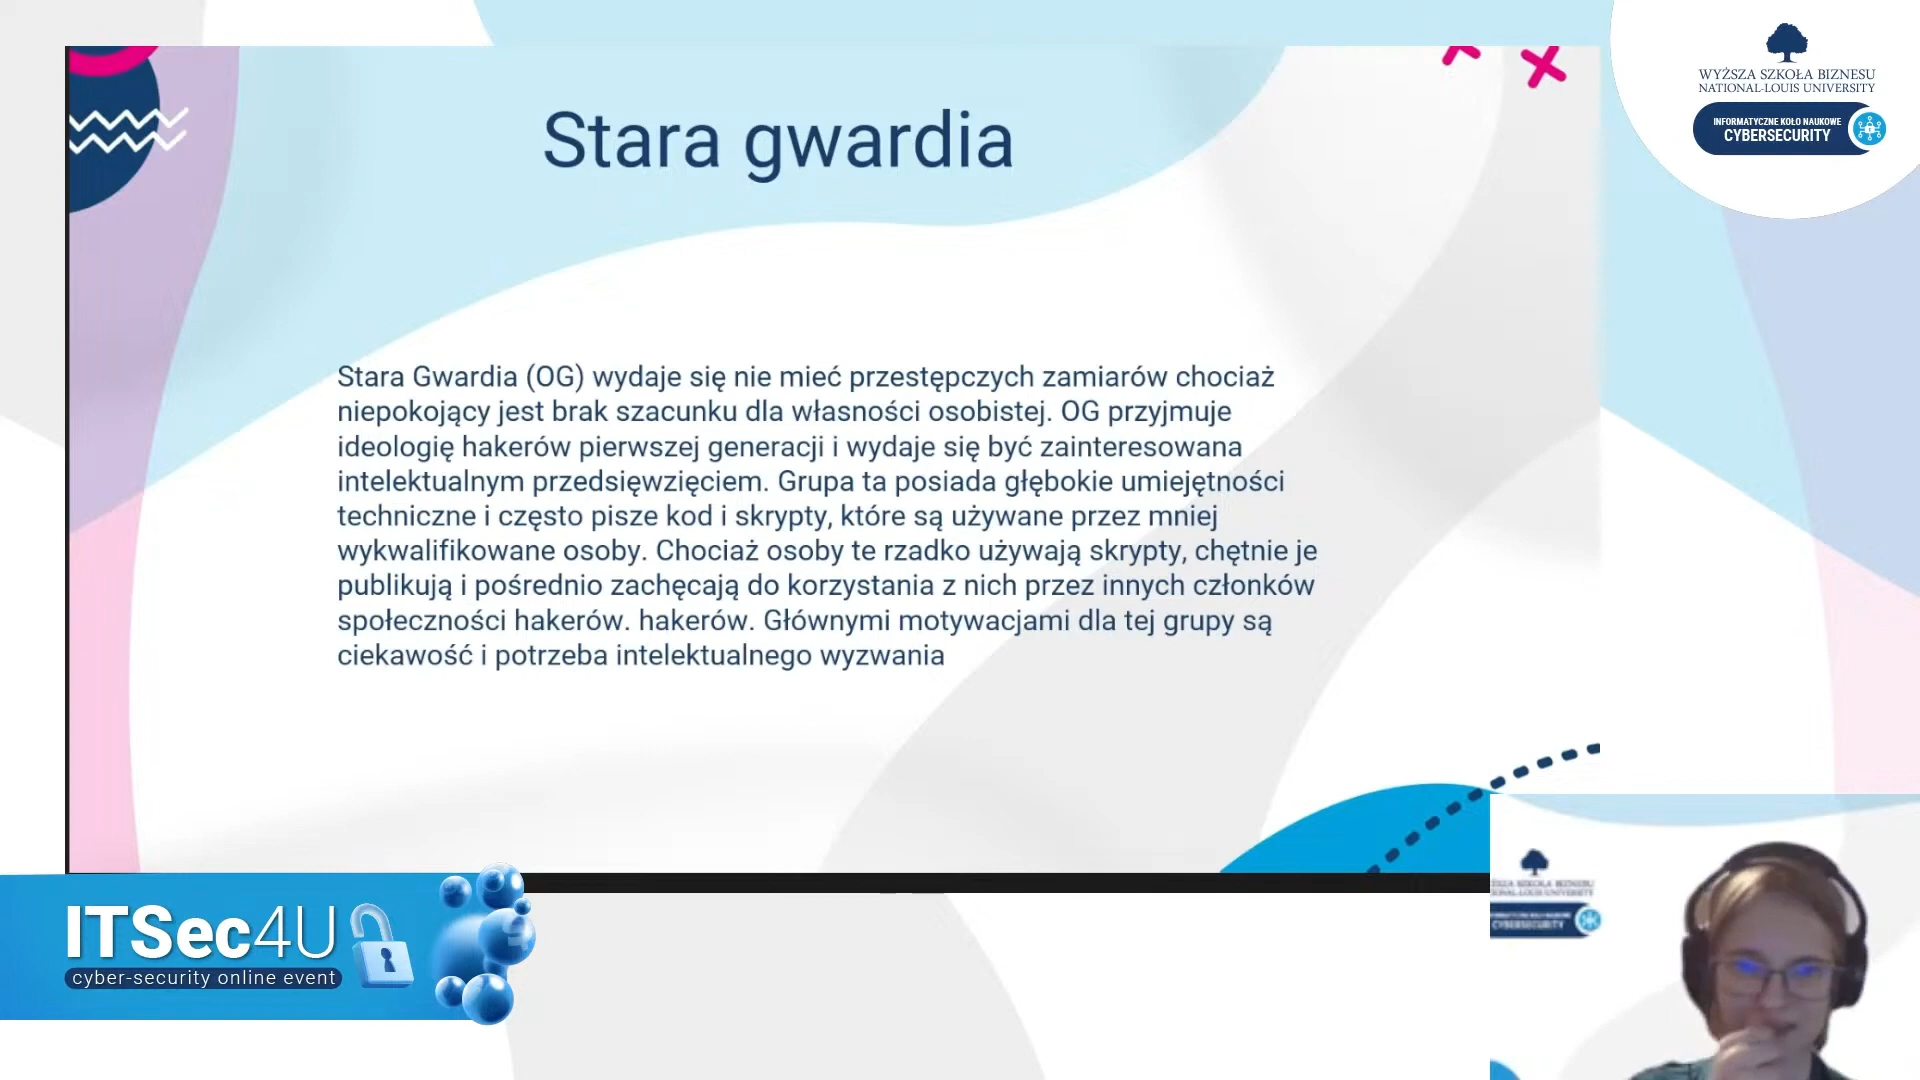 WYŻSZA SZKOŁA BIZNESU
NATIONAL-LOUIS UNIVERSITY
INFORMATYCZNE KOŁO NAUKOWE
CYBERSECURITY
Stara gwardia
Stara Gwardia (OG) wydaje się nie mieć przestępczych zamiarów chociaż
niepokojący jest brak szacunku dla własności osobistej. OG przyjmuje
ideologię hakerów pierwszej generacji i wydaje się być zainteresowana
intelektualnym przedsięwzięciem. Grupa ta posiada głębokie umiejętności
techniczne i często pisze kod i skrypty, które są używane przez mniej
wykwalifikowane osoby. Chociaż osoby te rzadko używają skrypty, chętnie je
publikują i pośrednio zachęcają do korzystania z nich przez innych członków
społeczności hakerów. hakerów. Głównymi motywacjami dla tej grupy są
ciekawość i potrzeba intelektualnego wyzwania
ITSec4U
cyber-security online event
CYBERSECURITY